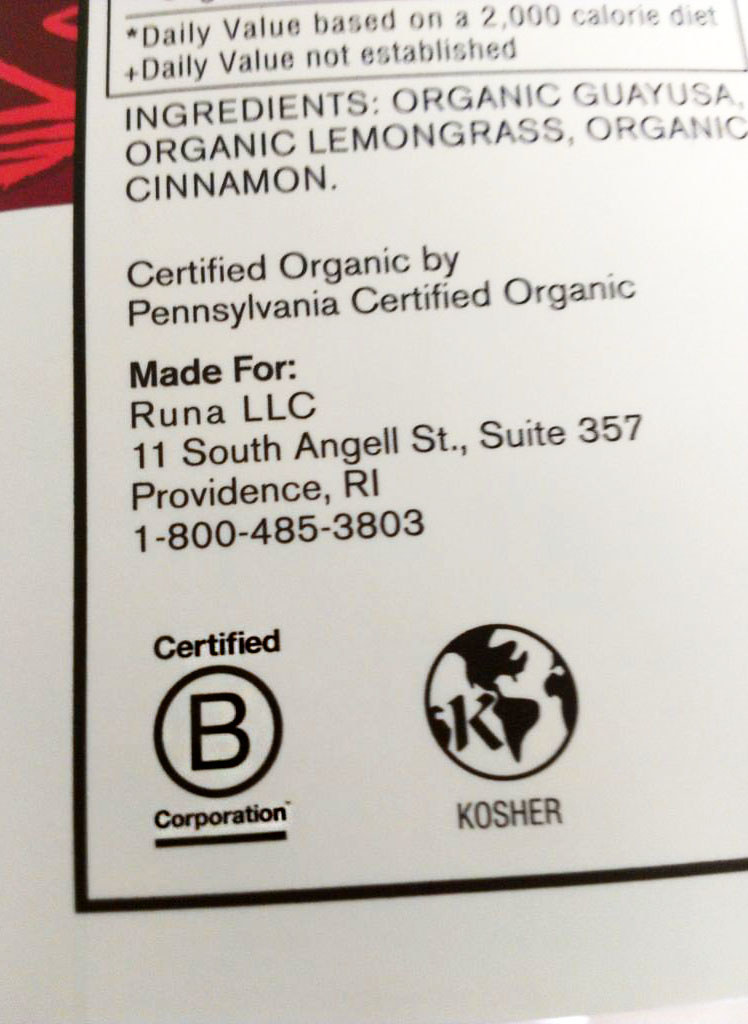 *Daily Value based on a 2,000 calorie diet
+Daily Value not established
INGREDIENTS: ORGANIC GUAYUSA,
ORGANIC LEMONGRASS, ORGANIC
CINNAMON.
Certified Organic by
Pennsylvania Certified Organic
Made For:
Runa LLC
11 South Angell St., Suite 357
Providence, RI
1-800-485-3803
Certified
B
Corporation
K
KOSHER